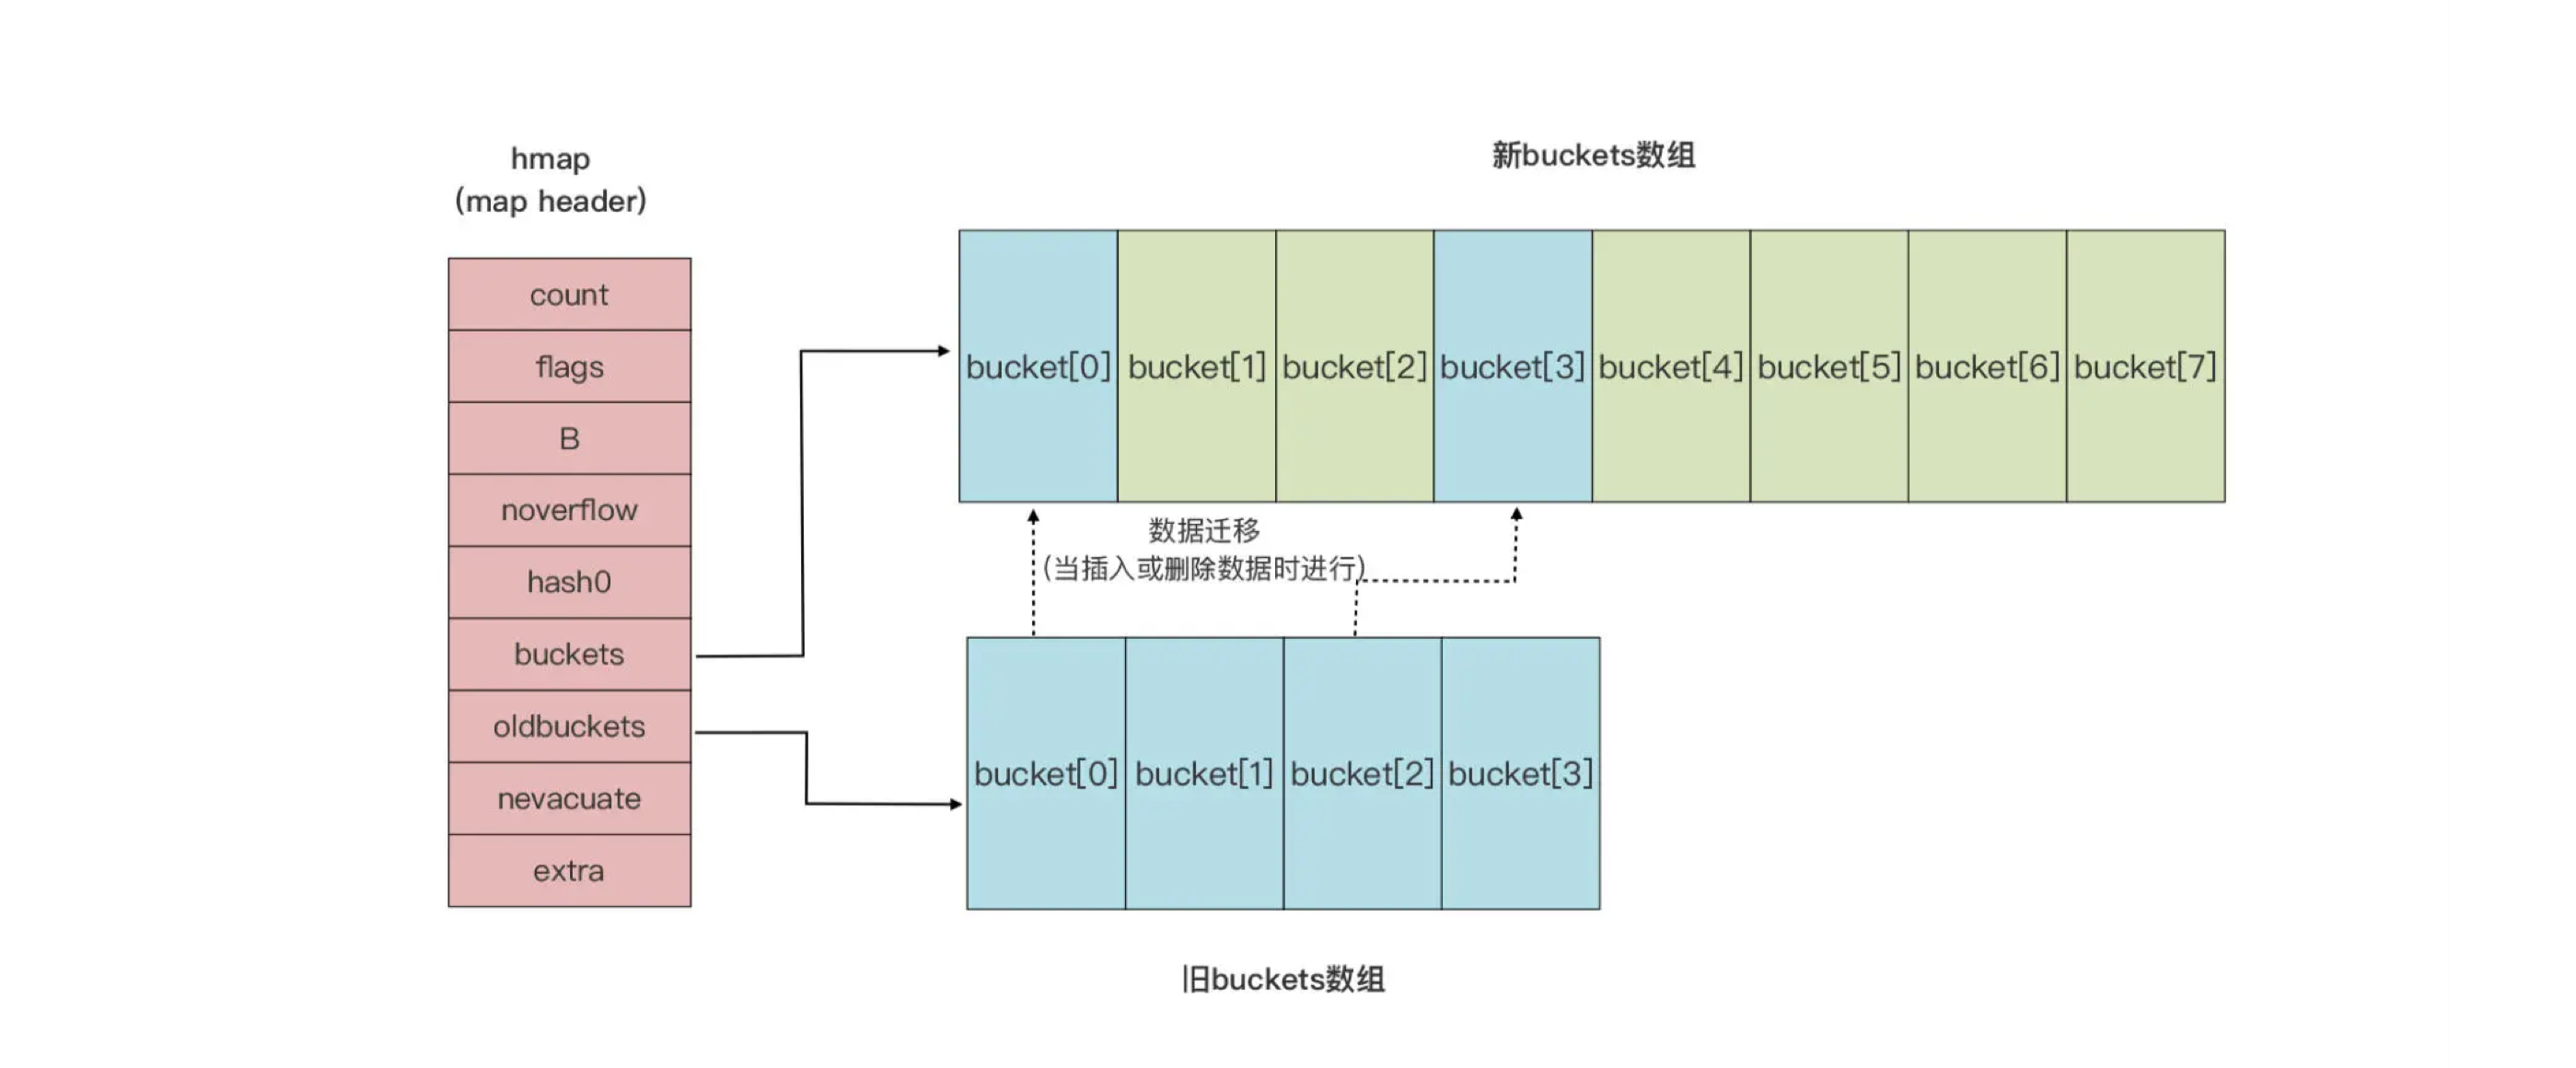 hmap
(map header)
count
flags
B
noverflow
hash0
buckets
oldbuckets
nevacuate
extra
新buckets数组
bucket[0]
bucket[1]
bucket[2]
bucket[3]
bucket[4]
bucket[5]
bucket[6]
bucket[7]
数据迁移
(当插入或删除数据时进行)
bucket[0]
bucket[1]
bucket[2]
bucket[3]
旧buckets数组